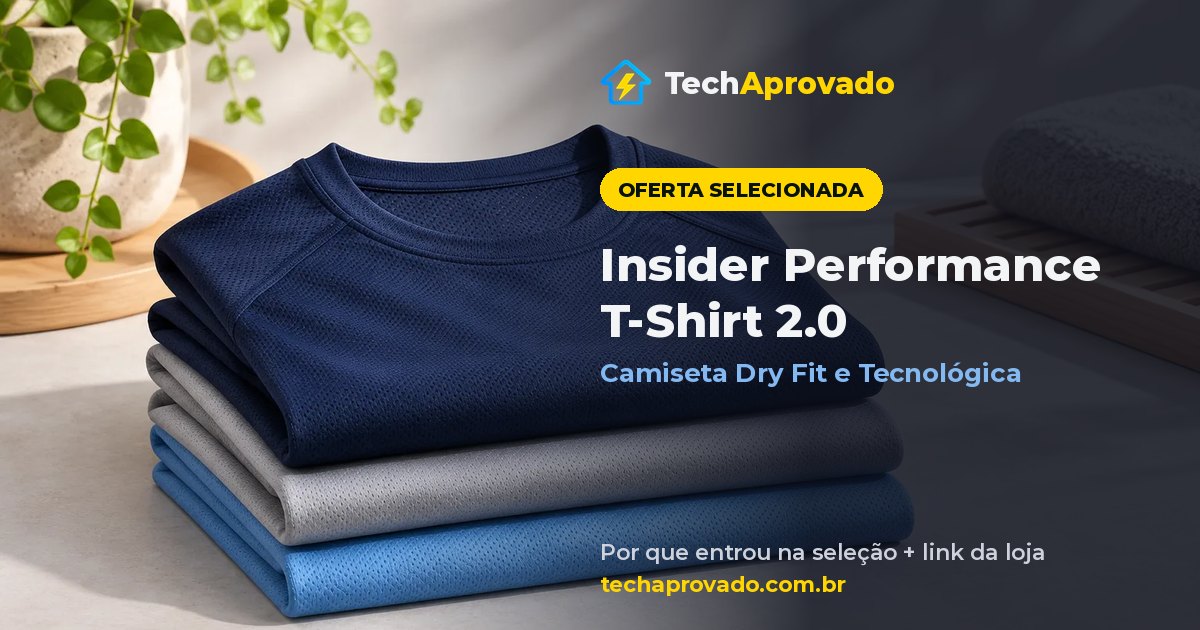 TechAprovado
OFERTA SELECIONADA
Insider Performance
T-Shirt 2.0
Camiseta Dry Fit e Tecnológica
Por que entrou na seleção + link da loja
techaprovado.com.br